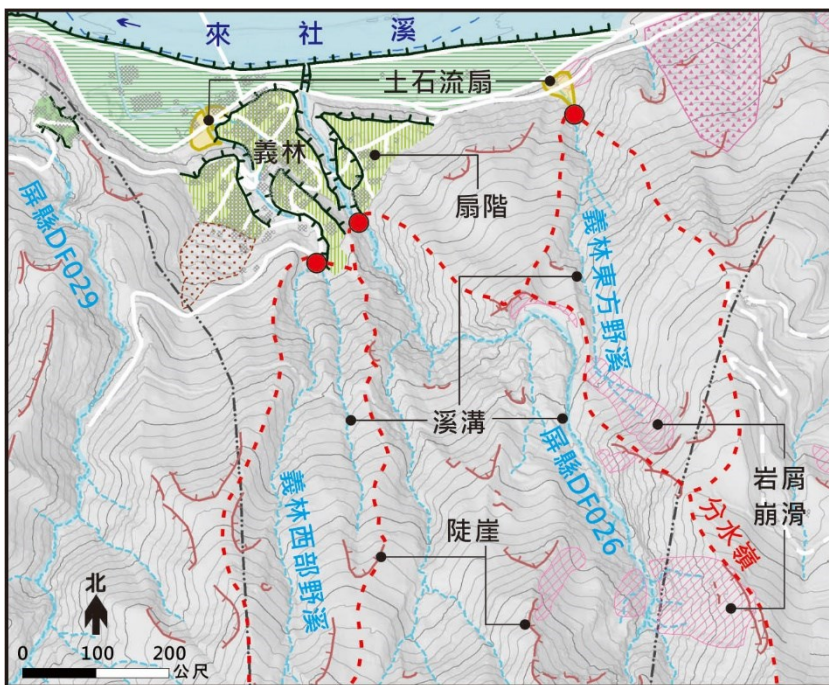 來社溪
土石流扇
義林
扇階
屏縣DF029
義林東方野溪
溪溝
屏縣DF026
義林西部野溪
陡崖
岩屑
崩滑
分水嶺
北
0 100 200
公尺